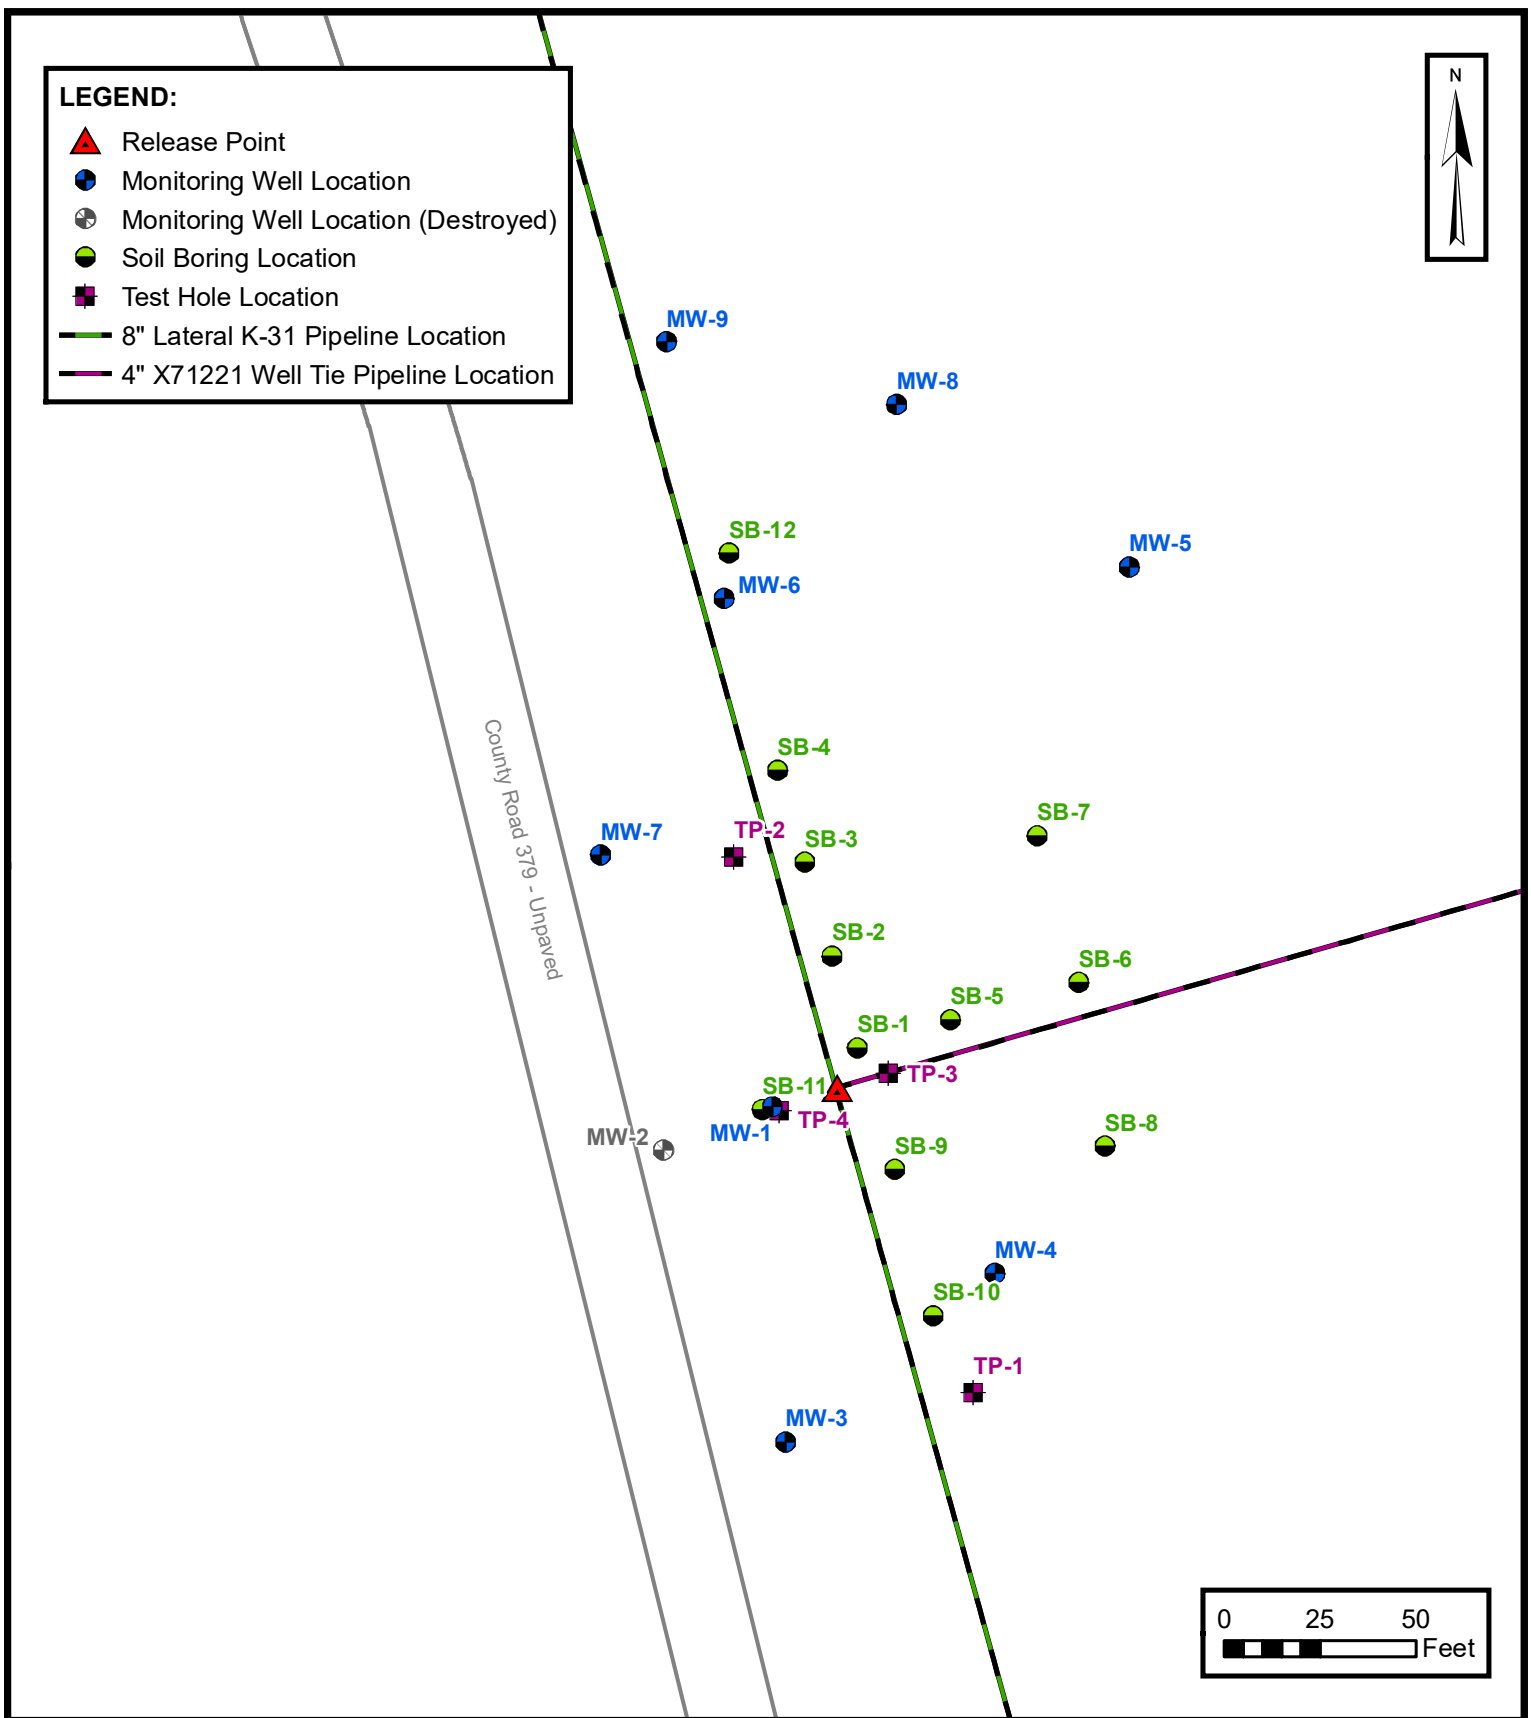 N
LEGEND:
Release Point
Monitoring Well Location
Monitoring Well Location (Destroyed)
Soil Boring Location
Test Hole Location
8" Lateral K-31 Pipeline Location
4" X71221 Well Tie Pipeline Location
MW-9
MW-8
SB-12
MW-5
MW-6
County Road 379 - Unpaved
SB-4
SB-7
MW-7
TP-2
SB-3
SB-2
SB-6
SB-5
SB-1
TP-3
SB-11
TP-4
MW-1
MW-2
SB-8
SB-9
MW-4
SB-10
TP-1
MW-3
0 25 50
Feet